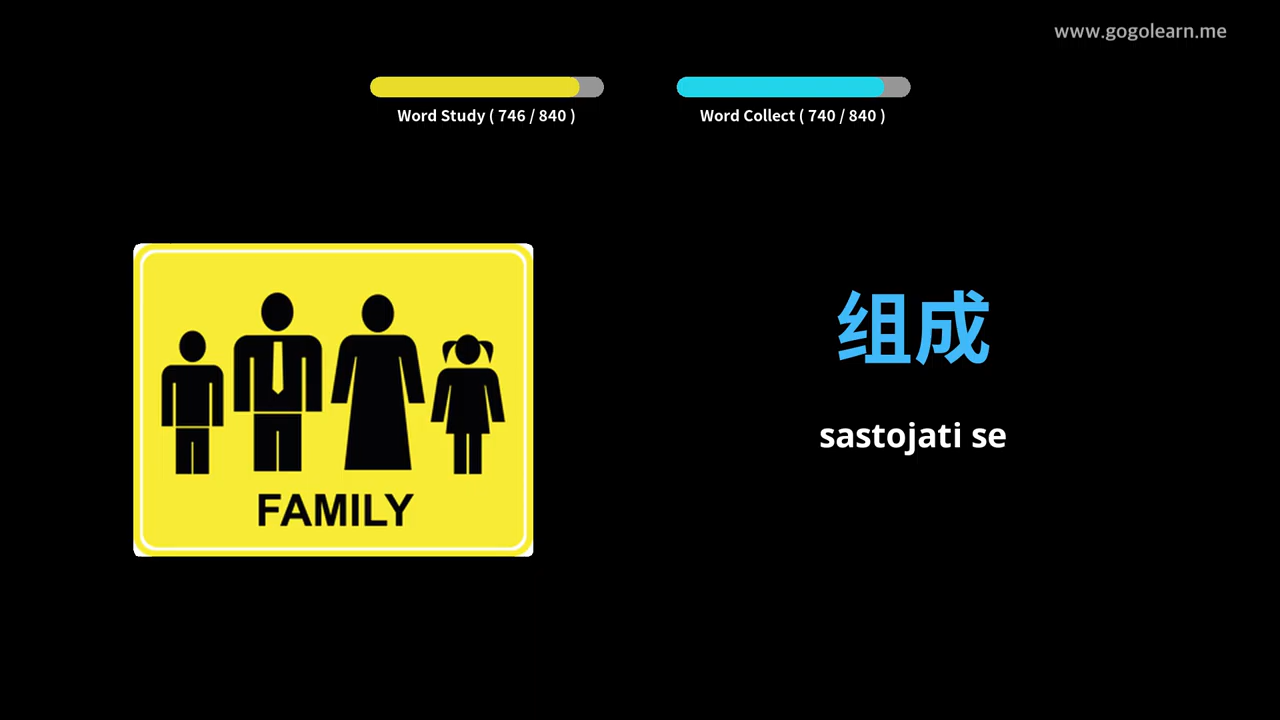 www.gogolearn.me
Word Study ( 746 / 840 )
Word Collect ( 740 / 840 )
FAMILY
组成
sastojati se